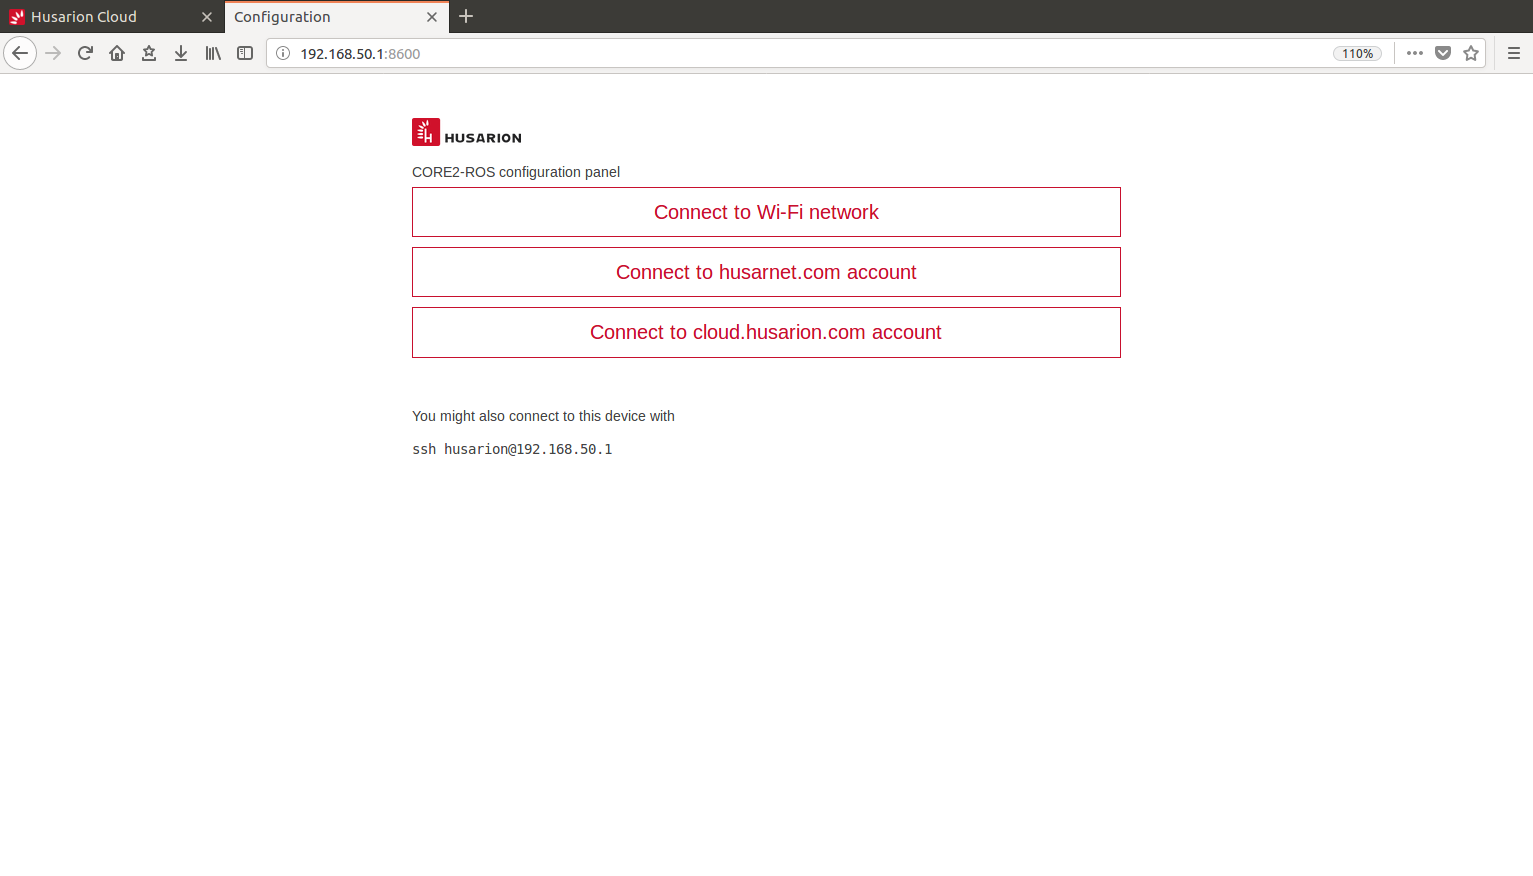 Husarion Cloud
Configuration
192.168.50.1:8600
110%
HUSARION
CORE2-ROS configuration panel
Connect to Wi-Fi network
Connect to husarnet.com account
Connect to cloud.husarion.com account
You might also connect to this device with
ssh husarion@192.168.50.1